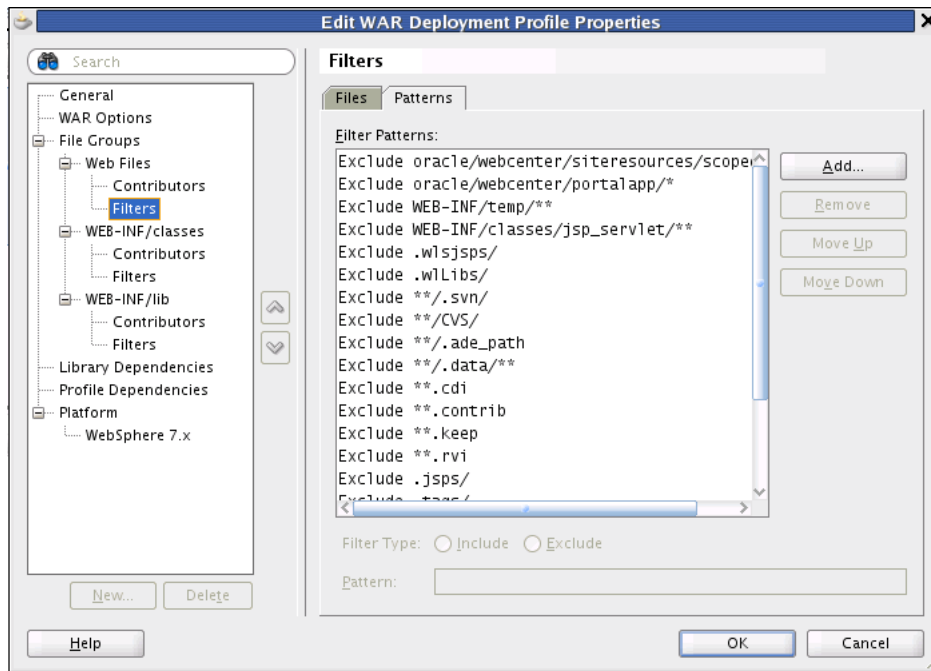 Edit WAR Deployment Profile Properties
Search
General
WAR Options
File Groups
Web Files
Contributors
Filters
WEB-INF/classes
Contributors
Filters
WEB-INF/lib
Contributors
Filters
Library Dependencies
Profile Dependencies
Platform
WebSphere 7.x
New...
Delete
Filters
Files
Patterns
Filter Patterns:
Exclude oracle/webcenter/siteresources/scope
Exclude oracle/webcenter/portalapp/*
Exclude WEB-INF/temp/**
Exclude WEB-INF/classes/jsp_servlet/**
Exclude .wlsjsps/
Exclude .wlLibs/
Exclude **/.svn/
Exclude **/CVS/
Exclude **/.ade_path
Exclude **/.data/**
Exclude **.cdi
Exclude **.contrib
Exclude **.keep
Exclude **.rvi
Exclude .jsps/
Exclude .tags/
Add...
Remove
Move Up
Move Down
Filter Type: Include Exclude
Pattern:
Help
OK
Cancel